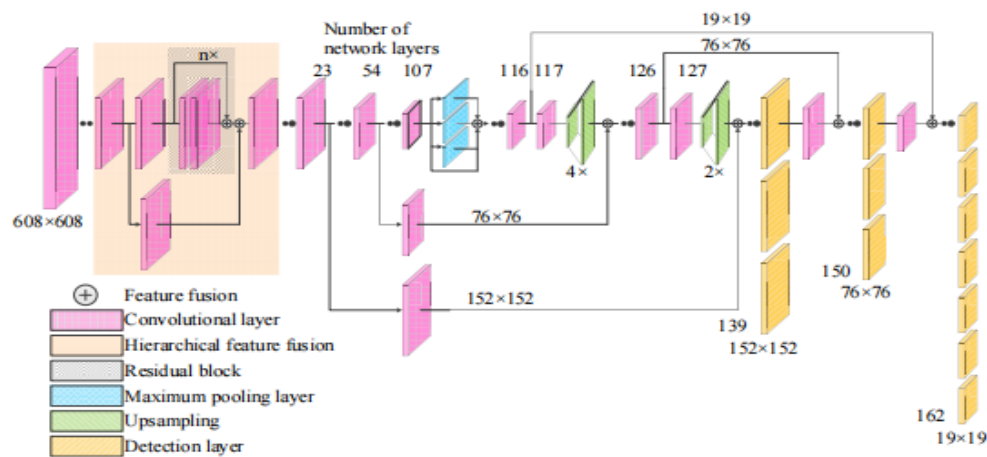 19×19
Number of
network layers
76×76
n×
23
54
107
116
117
126
127
4×
2×
608×608
76×76
150
76×76
152×152
139
152×152
Feature fusion
Convolutional layer
Hierarchical feature fusion
Residual block
Maximum pooling layer
Upsampling
Detection layer
162
19×19